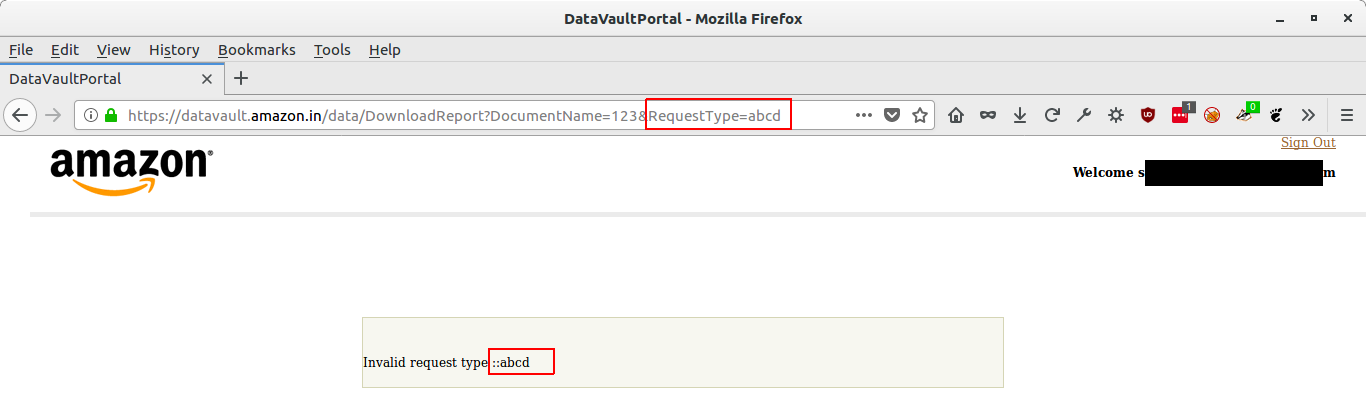 DataVaultPortal - Mozilla Firefox
File Edit View History Bookmarks Tools Help
DataVaultPortal
https://datavault.amazon.in/data/DownloadReport?DocumentName=123&RequestType=abcd
1
0
Sign Out
amazon
Welcome s m
Invalid request type ::abcd